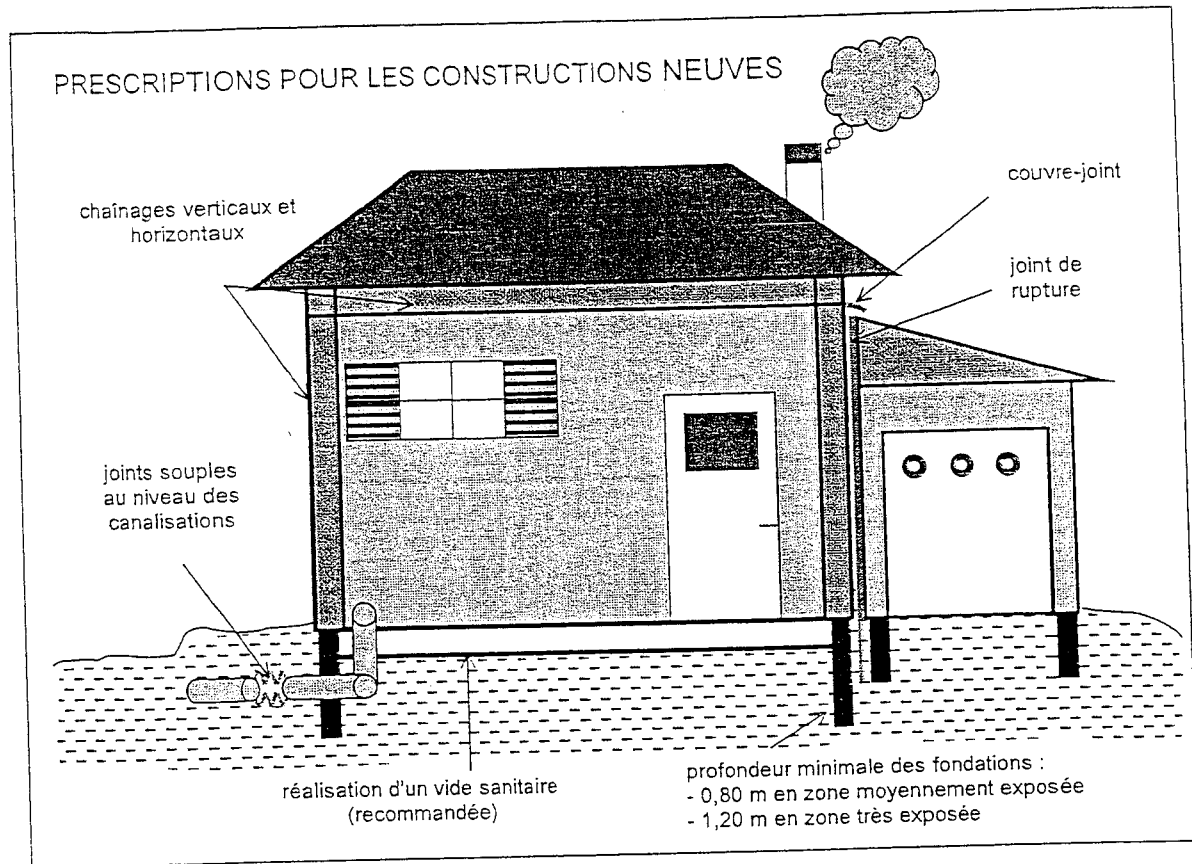 PRESCRIPTIONS POUR LES CONSTRUCTIONS NEUVES
chaînages verticaux et
horizontaux
couvre-joint
joint de
rupture
joints souples
au niveau des
canalisations
réalisation d'un vide sanitaire
(recommandée)
profondeur minimale des fondations :
- 0,80 m en zone moyennement exposée
- 1,20 m en zone très exposée